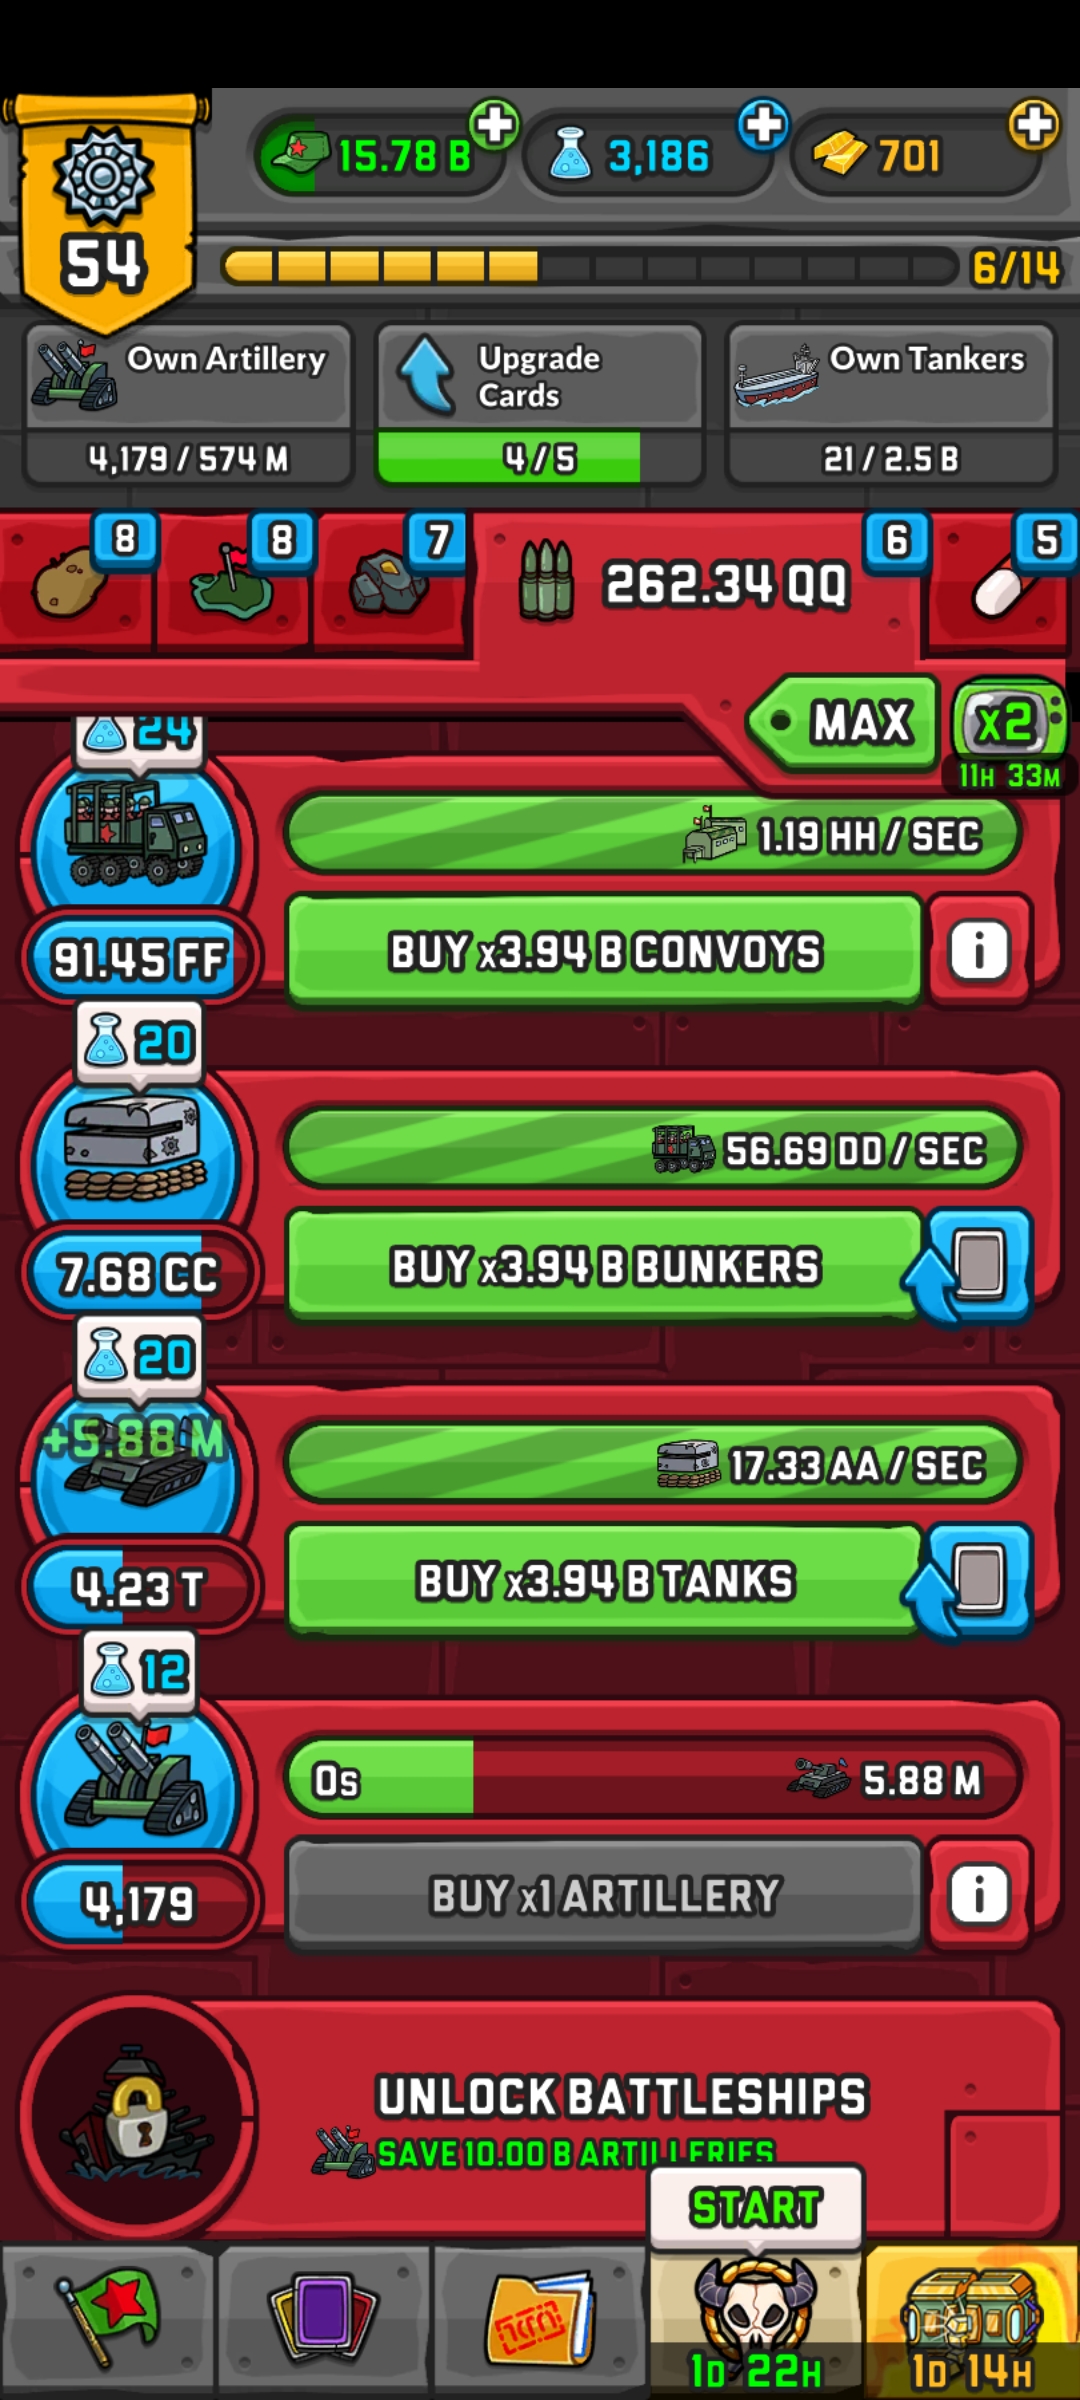 54
15.78 B
3,186
701
6/14
Own Artillery
4,179 / 574 M
Upgrade
Cards
4 / 5
Own Tankers
21 / 2.5 B
8
8
7
262.34 QQ
6
5
MAX
x2
11H 33M
24
1.19 HH / SEC
91.45 FF
BUY x3.94 B CONVOYS
i
20
56.69 DD / SEC
7.68 CC
BUY x3.94 B BUNKERS
20
+5.88 M
17.33 AA / SEC
4.23 T
BUY x3.94 B TANKS
12
0s
5.88 M
4,179
BUY x1 ARTILLERY
i
UNLOCK BATTLESHIPS
SAVE 10.00 B ARTILLERIES
START
1D 22H
1D 14H